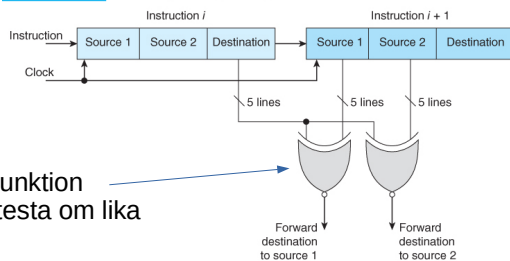 Instruction i
Instruction i + 1
Instruction
Source 1
Source 2
Destination
Source 1
Source 2
Destination
Clock
5 lines
5 lines
5 lines
unktion
testa om lika
Forward
destination
to source 1
Forward
destination
to source 2